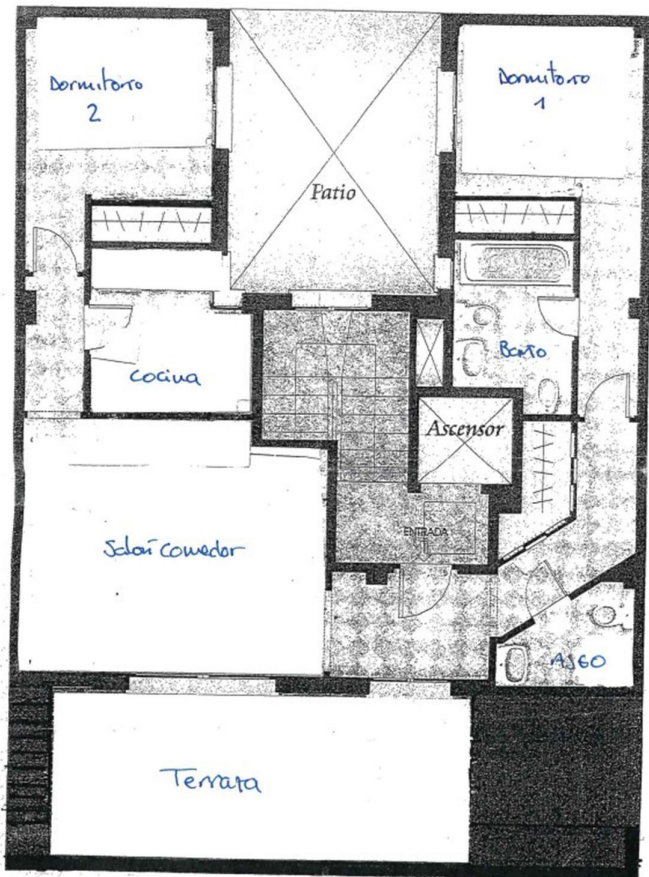 Dormitorio
2
Dormitorio
1
Patio
Baño
cocina
Ascensor
ENTRADA
Salón comedor
ASEO
Terraza